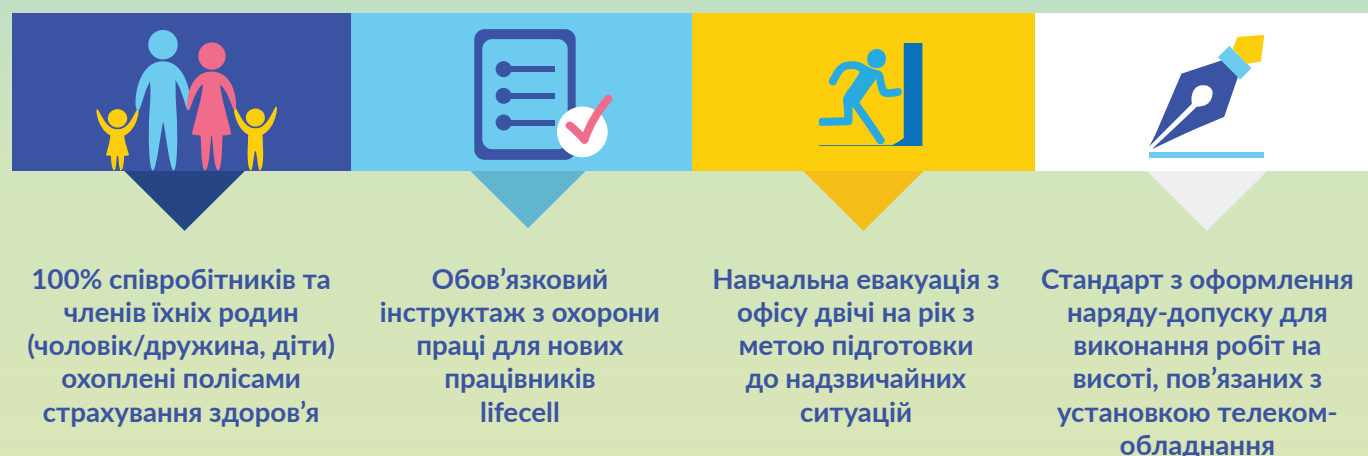 100% співробітників та
членів їхніх родин
(чоловік/дружина, діти)
охоплені полісами
страхування здоров’я
Обов’язковий
інструктаж з охорони
праці для нових
працівників
lifecell
Навчальна евакуація з
офісу двічі на рік з
метою підготовки
до надзвичайних
ситуацій
Стандарт з оформлення
наряду-допуску для
виконання робіт на
висоті, пов’язаних з
установкою телеком-
обладнання